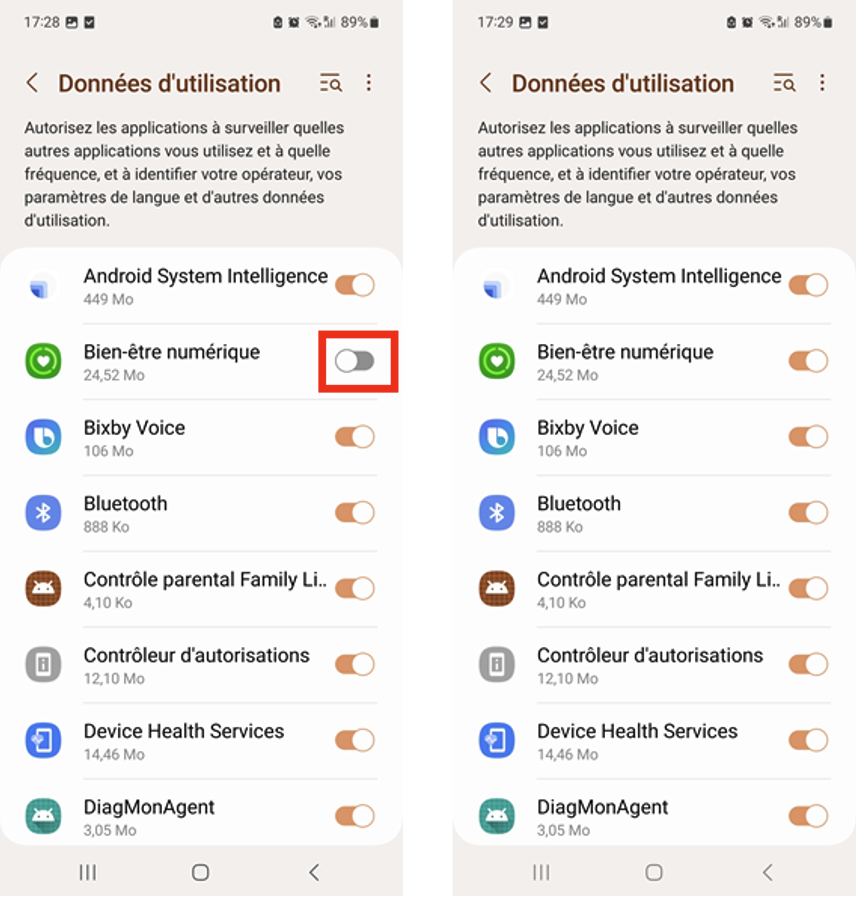 17:28
89%
Données d'utilisation
Autorisez les applications à surveiller quelles
autres applications vous utilisez et à quelle
fréquence, et à identifier votre opérateur, vos
paramètres de langue et d'autres données
d'utilisation.
Android System Intelligence
449 Mo
Bien-être numérique
24,52 Mo
Bixby Voice
106 Mo
Bluetooth
888 Ko
Contrôle parental Family Li..
4,10 Ko
Contrôleur d'autorisations
12,10 Mo
Device Health Services
14,46 Mo
DiagMonAgent
3,05 Mo
17:29
89%
Données d'utilisation
Autorisez les applications à surveiller quelles
autres applications vous utilisez et à quelle
fréquence, et à identifier votre opérateur, vos
paramètres de langue et d'autres données
d'utilisation.
Android System Intelligence
449 Mo
Bien-être numérique
24,52 Mo
Bixby Voice
106 Mo
Bluetooth
888 Ko
Contrôle parental Family Li..
4,10 Ko
Contrôleur d'autorisations
12,10 Mo
Device Health Services
14,46 Mo
DiagMonAgent
3,05 Mo